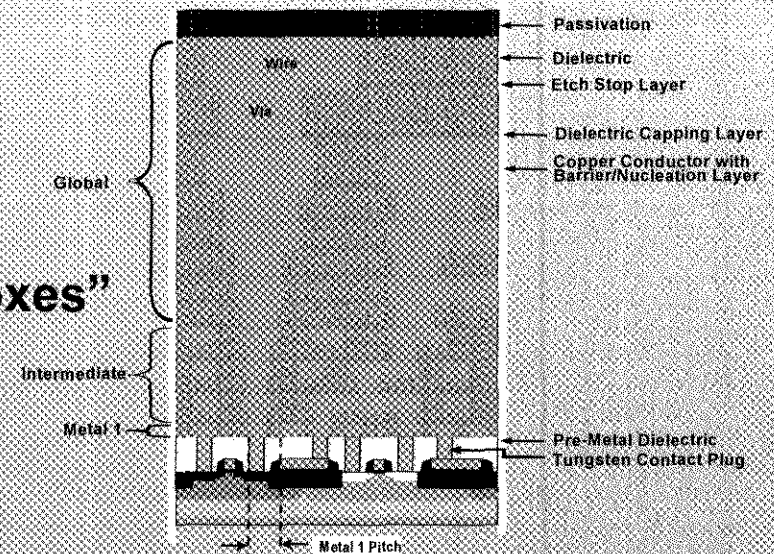 Passivation
Wire
Dielectric
Etch Stop Layer
Via
Dielectric Capping Layer
Copper Conductor with
Barrier/Nucleation Layer
Global
oxes”
Intermediate
Metal 1
Pre-Metal Dielectric
Tungsten Contact Plug
Metal 1 Pitch